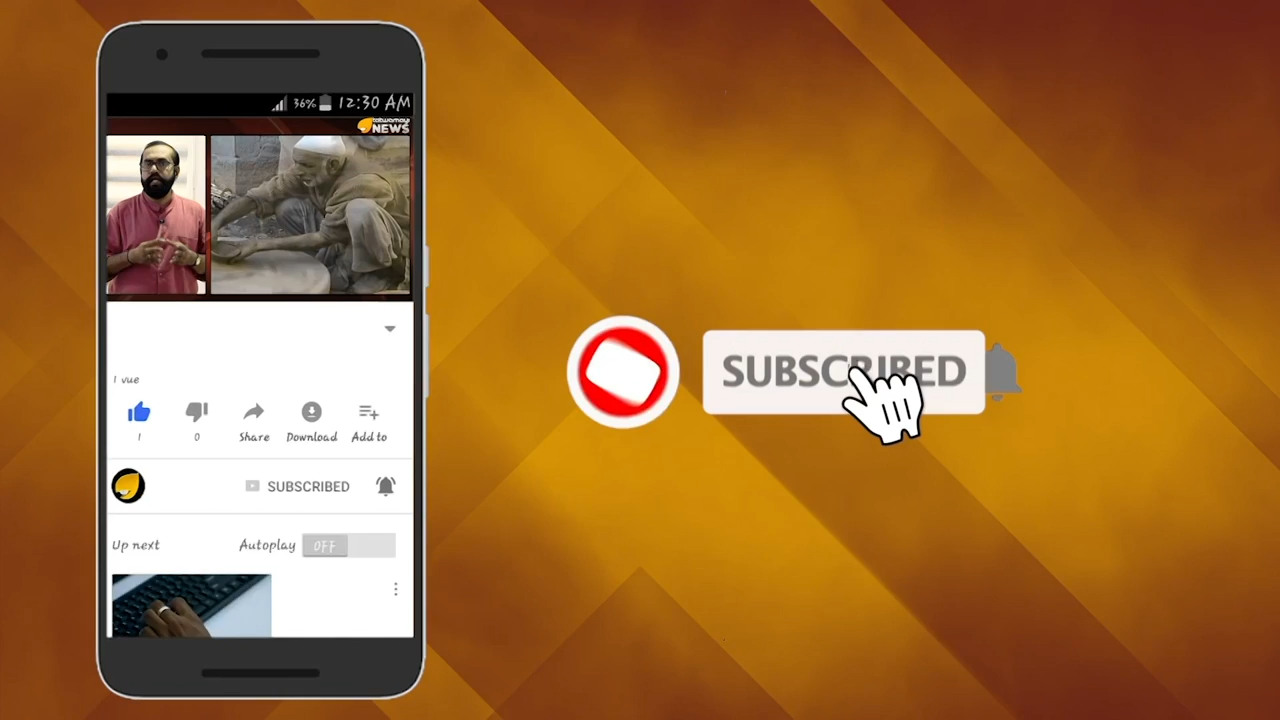 36% 12:30 AM
tatwamayi
NEWS
1 vue
1
0
Share
Download
Add to
SUBSCRIBED
Up next
Autoplay
OFF
SUBSCRIBED